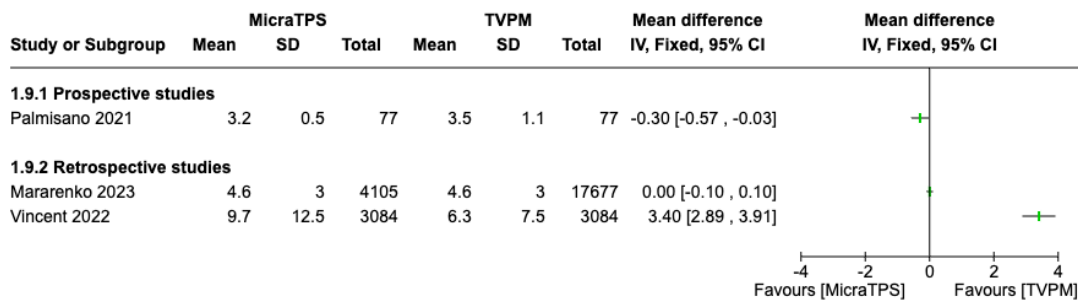 MicraTPS TVPM Mean difference Mean difference
Study or Subgroup Mean SD Total Mean SD Total IV, Fixed, 95% CI IV, Fixed, 95% CI
1.9.1 Prospective studies
Palmisano 2021 3.2 0.5 77 3.5 1.1 77 -0.30 [-0.57 , -0.03]
1.9.2 Retrospective studies
Mararenko 2023 4.6 3 4105 4.6 3 17677 0.00 [-0.10 , 0.10]
Vincent 2022 9.7 12.5 3084 6.3 7.5 3084 3.40 [2.89 , 3.91]
-4 -2 0 2 4
Favours [MicraTPS] Favours [TVPM]